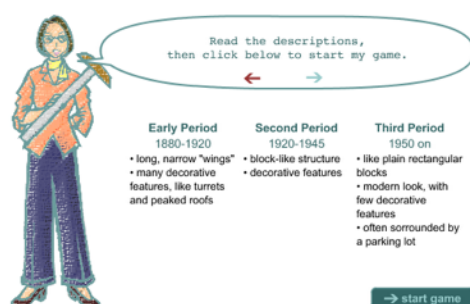 Read the descriptions,
then click below to start my game.
Early Period
1880-1920
• long, narrow "wings"
• many decorative
features, like turrets
and peaked roofs
Second Period
1920-1945
• block-like structure
• decorative features
Third Period
1950 on
• like plain rectangular
blocks
• modern look, with
few decorative
features
• often sorrounded by
a parking lot
→ start game